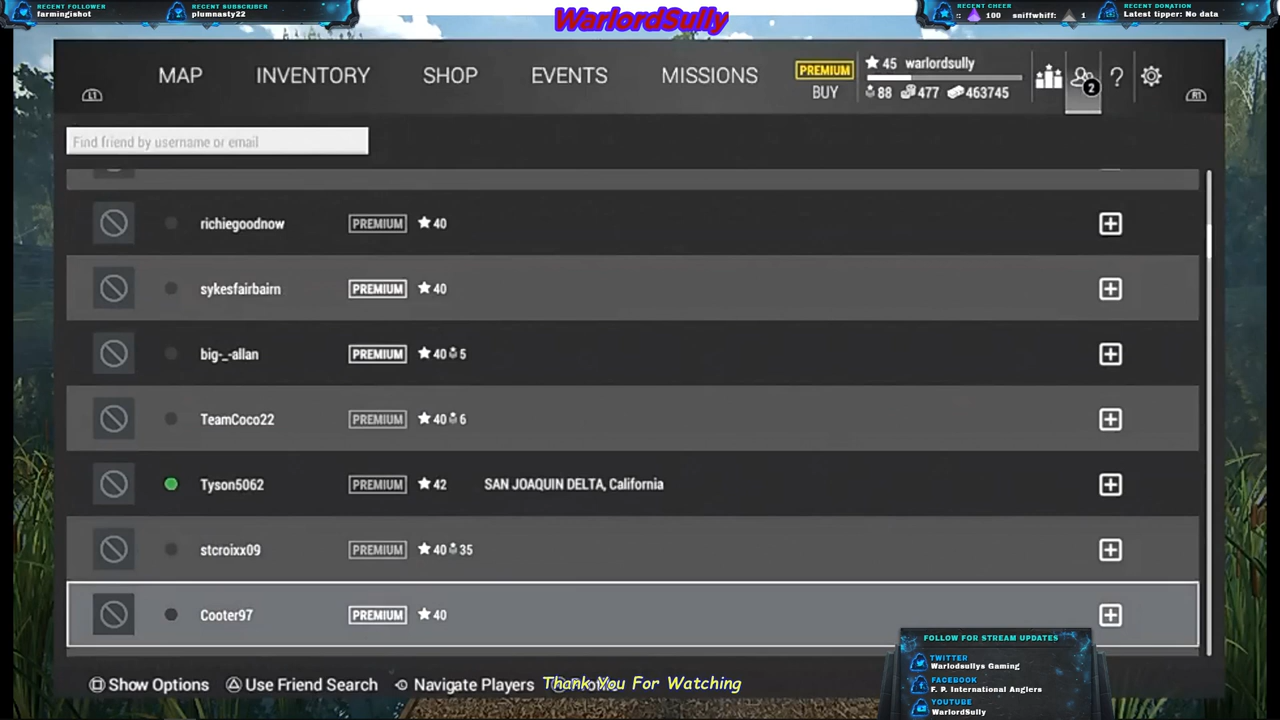 RECENT FOLLOWER
farmingishot
RECENT SUBSCRIBER
plumnasty22
WarlordSully
RECENT CHEER
: 100 sniffwhiff: 1
RECENT DONATION
Latest tipper: No data
L1
MAP
INVENTORY
SHOP
EVENTS
MISSIONS
PREMIUM
BUY
45 warlordsully
88 477 463745
2
?
R1
Find friend by username or email
richiegoodnow PREMIUM 40
sykesfairbairn PREMIUM 40
big-_-allan PREMIUM 40 5
TeamCoco22 PREMIUM 40 6
Tyson5062 PREMIUM 42 SAN JOAQUIN DELTA, California
stcroixx09 PREMIUM 40 35
Cooter97 PREMIUM 40
Show Options
Use Friend Search
Navigate Players
Thank You For Watching
FOLLOW FOR STREAM UPDATES
TWITTER
Warlodsullys Gaming
FACEBOOK
F. P. International Anglers
YOUTUBE
WarlordSully